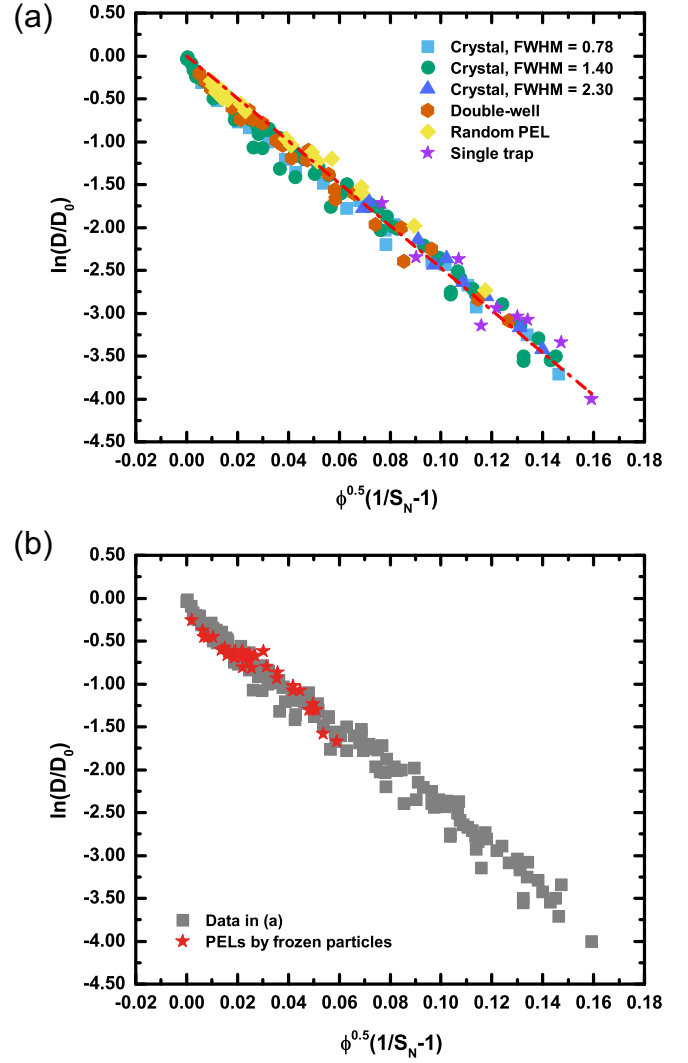 (a)
0.50
0.00
-0.50
-1.00
-1.50
-2.00
-2.50
-3.00
-3.50
-4.00
-4.50
ln(D/D₀)
Crystal, FWHM = 0.78
Crystal, FWHM = 1.40
Crystal, FWHM = 2.30
Double-well
Random PEL
Single trap
-0.02 0.00 0.02 0.04 0.06 0.08 0.10 0.12 0.14 0.16 0.18
ϕ^0.5(1/S_N-1)
(b)
0.50
0.00
-0.50
-1.00
-1.50
-2.00
-2.50
-3.00
-3.50
-4.00
-4.50
ln(D/D₀)
Data in (a)
PELs by frozen particles
-0.02 0.00 0.02 0.04 0.06 0.08 0.10 0.12 0.14 0.16 0.18
ϕ^0.5(1/S_N-1)